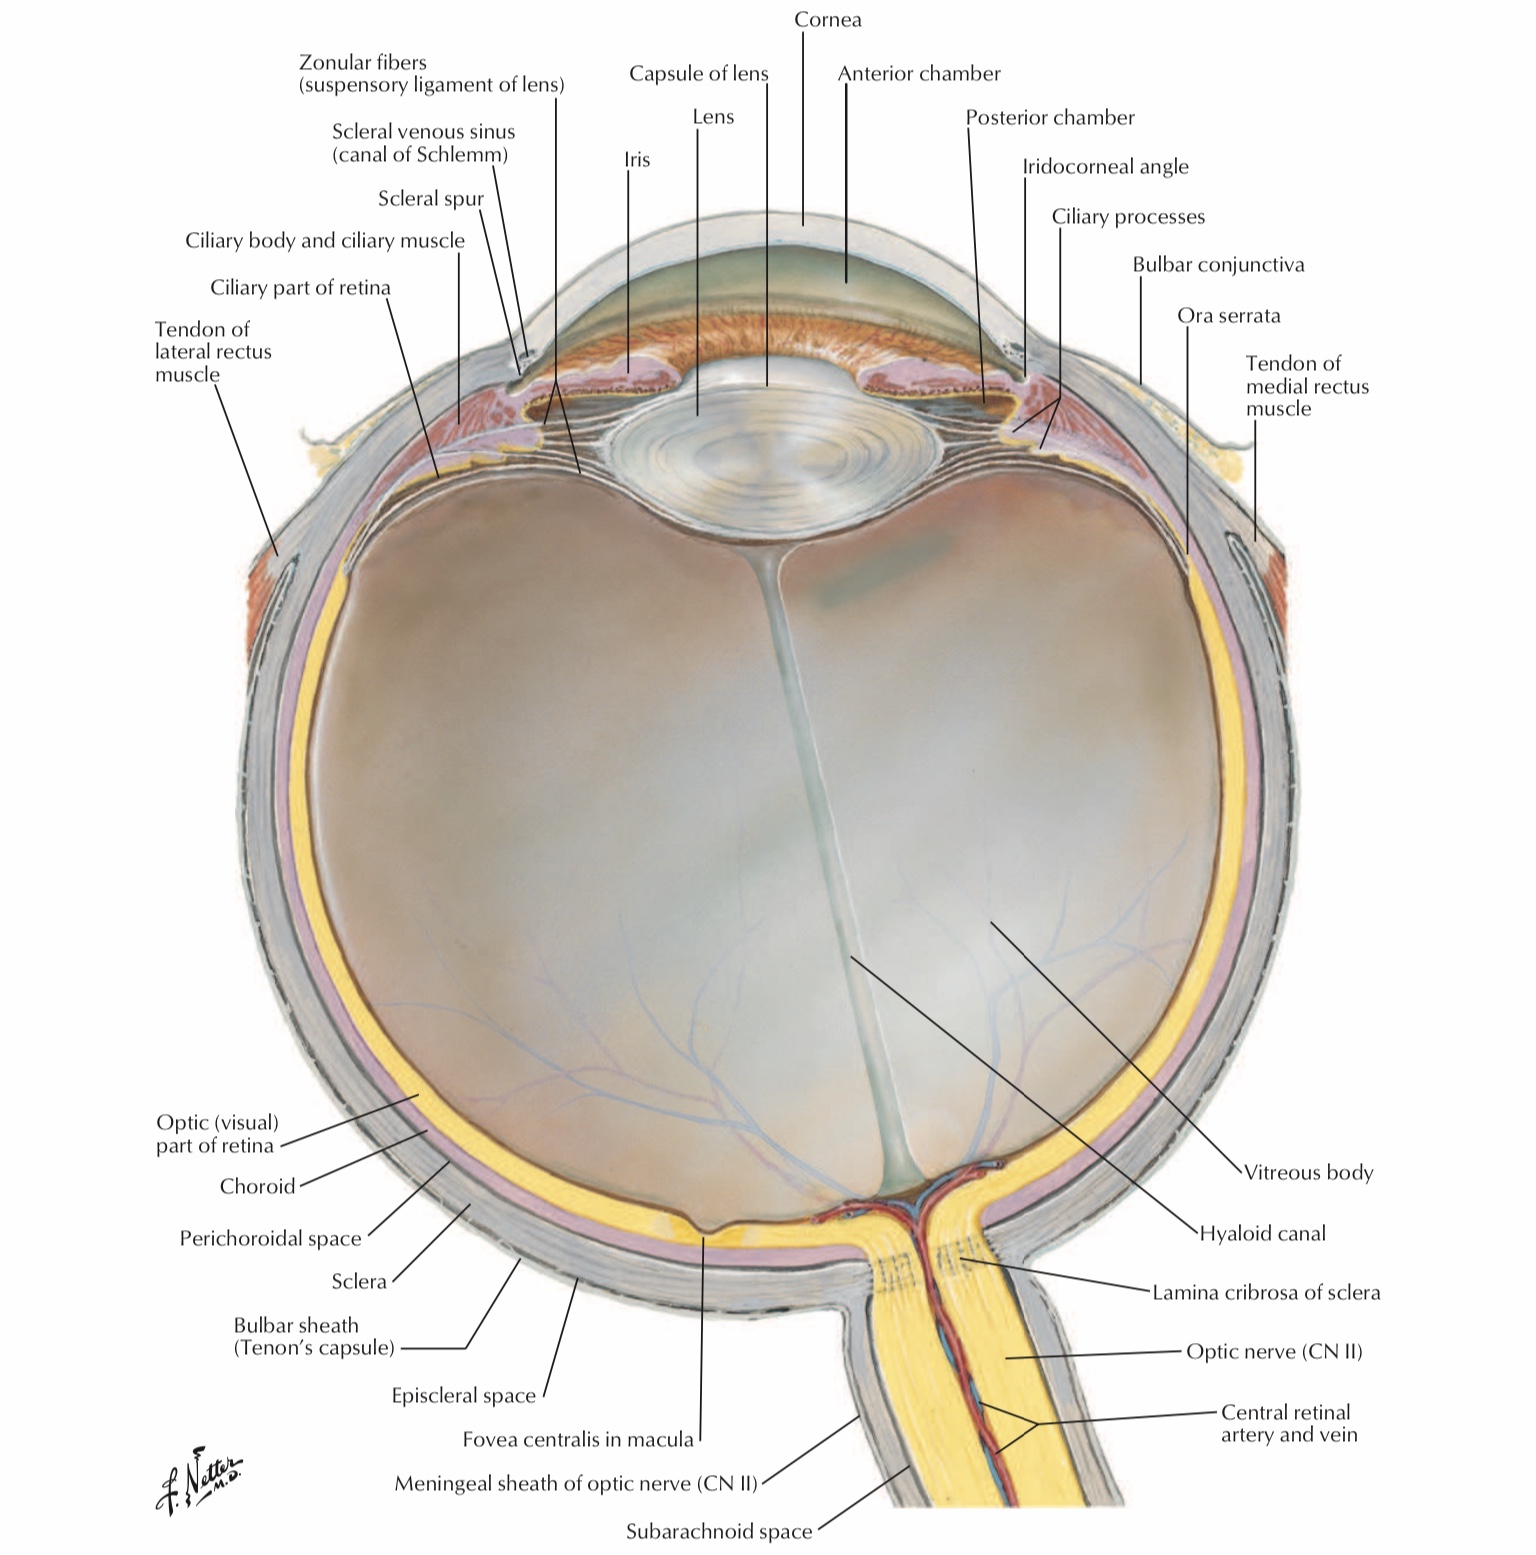 Cornea
Zonular fibers
(suspensory ligament of lens)
Capsule of lens
Anterior chamber
Lens
Posterior chamber
Scleral venous sinus
(canal of Schlemm)
Iris
Iridocorneal angle
Scleral spur
Ciliary processes
Ciliary body and ciliary muscle
Bulbar conjunctiva
Ciliary part of retina
Ora serrata
Tendon of
lateral rectus
muscle
Tendon of
medial rectus
muscle
Optic (visual)
part of retina
Choroid
Vitreous body
Perichoroidal space
Hyaloid canal
Sclera
Lamina cribrosa of sclera
Bulbar sheath
(Tenon’s capsule)
Optic nerve (CN II)
Episcleral space
Central retinal
artery and vein
Fovea centralis in macula
Meningeal sheath of optic nerve (CN II)
Subarachnoid space
F. Netter
M.D.